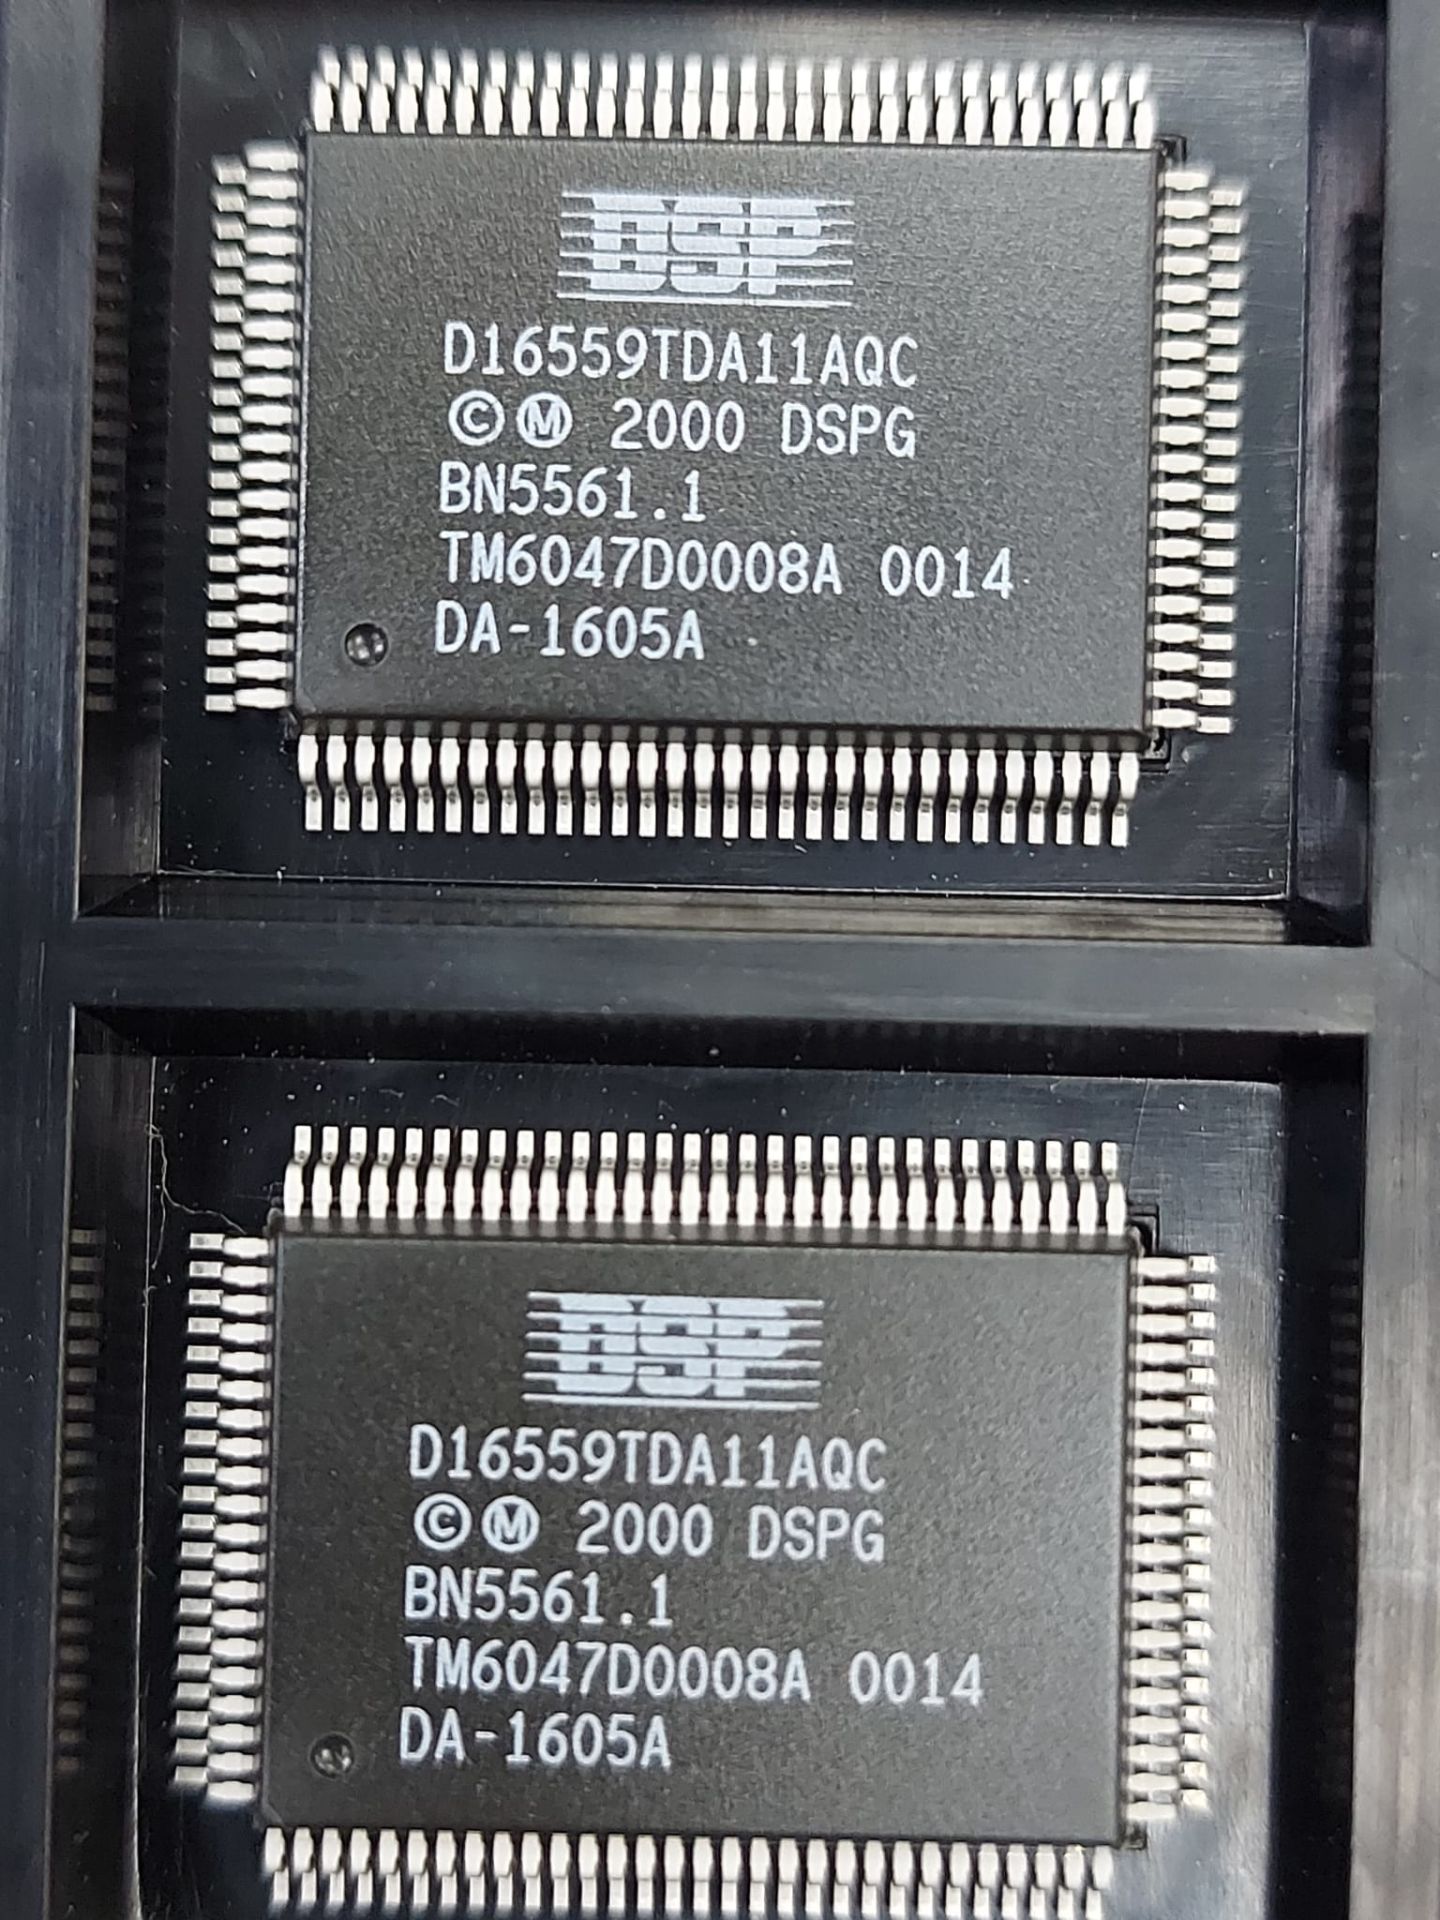 DSP
D16559TDA11AQC
©Ⓜ 2000 DSPG
BN5561.1
TM6047D0008A 0014
DA-1605A
DSP
D16559TDA11AQC
©Ⓜ 2000 DSPG
BN5561.1
TM6047D0008A 0014
DA-1605A